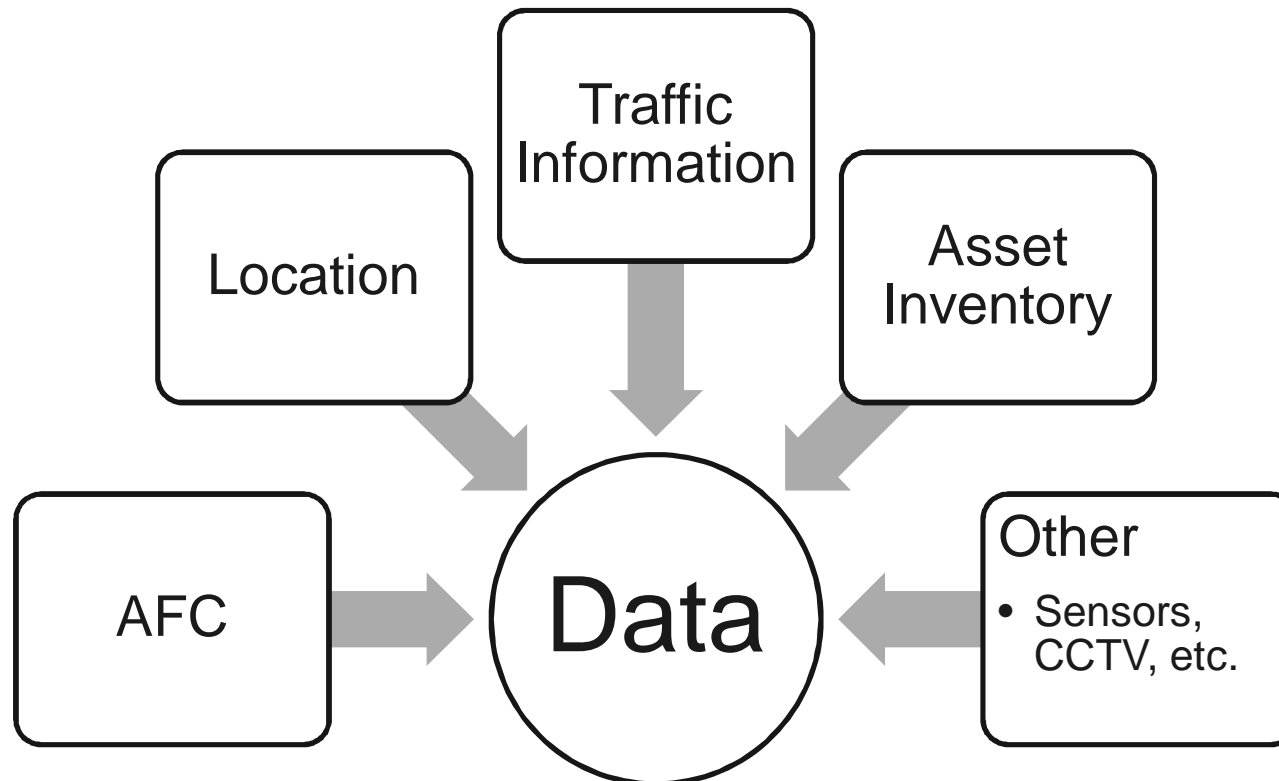 Traffic
Information
Location
Asset
Inventory
AFC
Data
Other
• Sensors,
CCTV, etc.